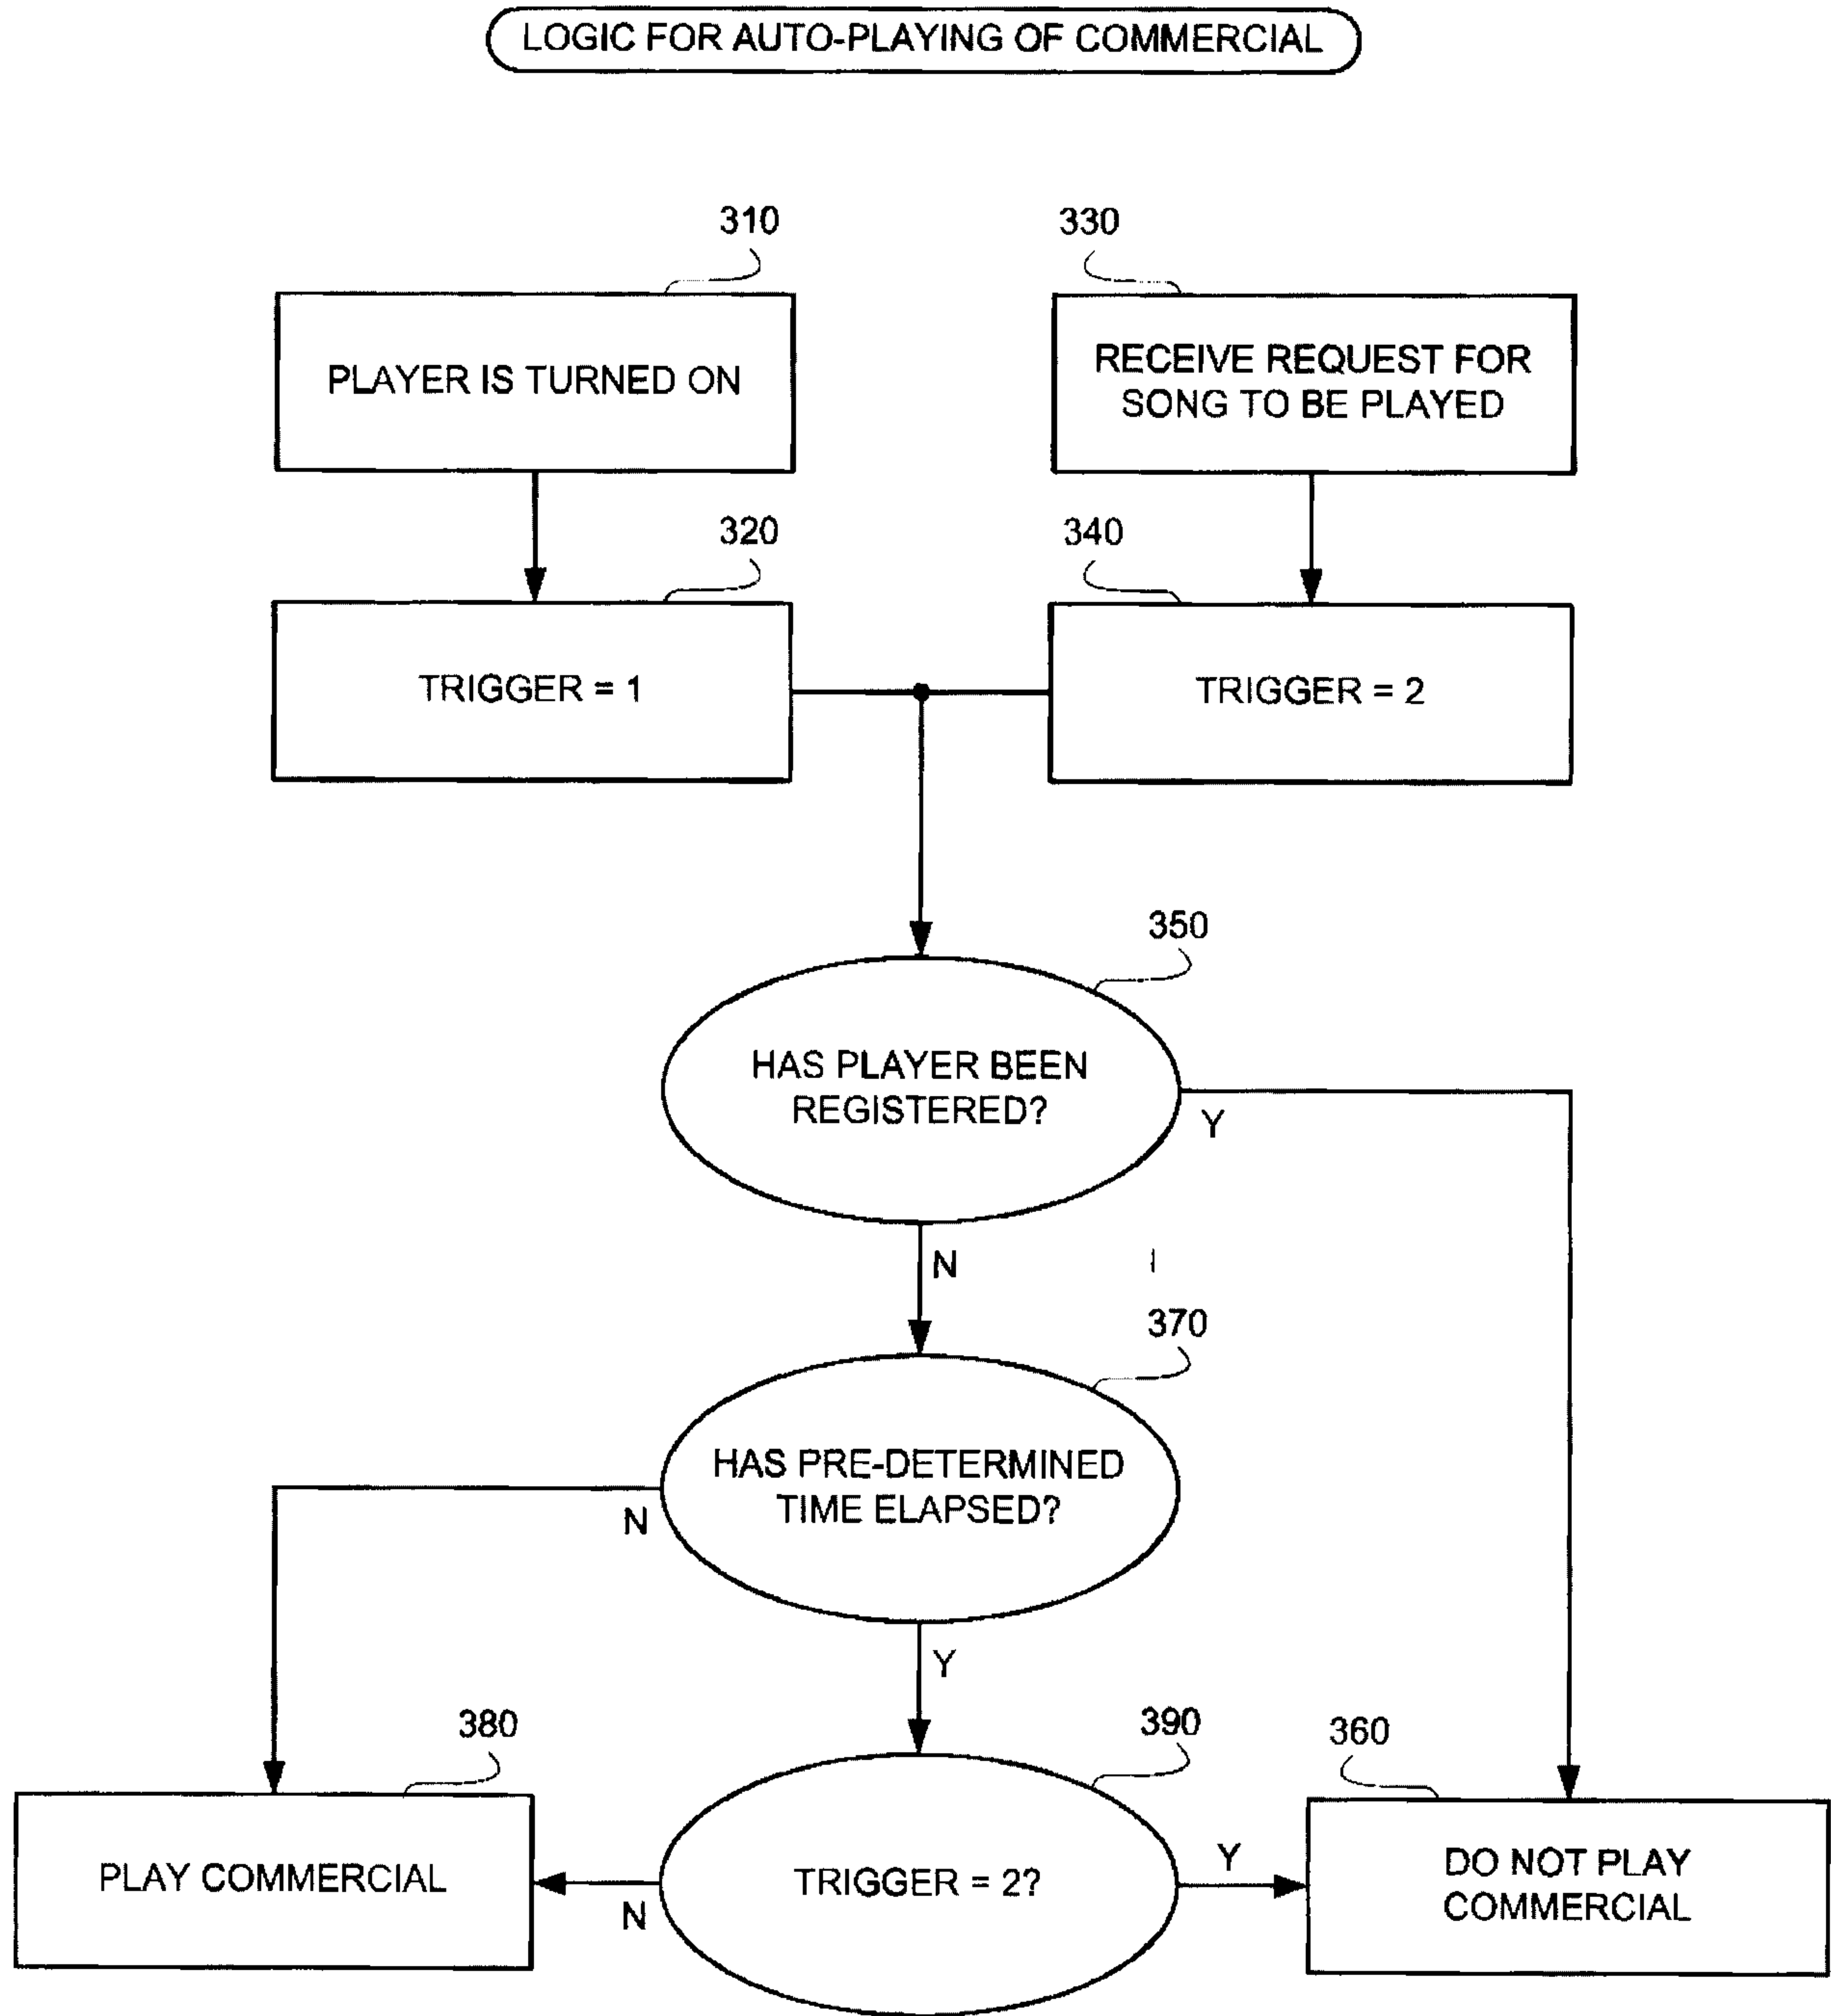 LOGIC FOR AUTO-PLAYING OF COMMERCIAL
310
330
PLAYER IS TURNED ON
RECEIVE REQUEST FOR
SONG TO BE PLAYED
320
340
TRIGGER = 1
TRIGGER = 2
350
HAS PLAYER BEEN
REGISTERED?
Y
N
370
HAS PRE-DETERMINED
TIME ELAPSED?
N
Y
380
390
360
PLAY COMMERCIAL
N
TRIGGER = 2?
Y
DO NOT PLAY
COMMERCIAL